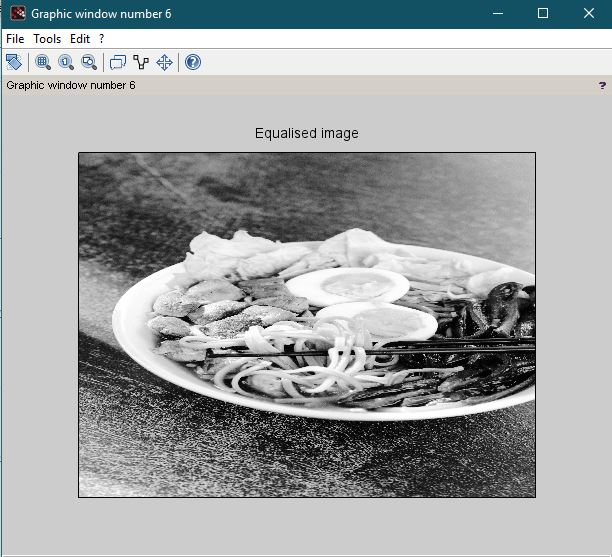 Graphic window number 6
File Tools Edit ?
Graphic window number 6 ?
Equalised image